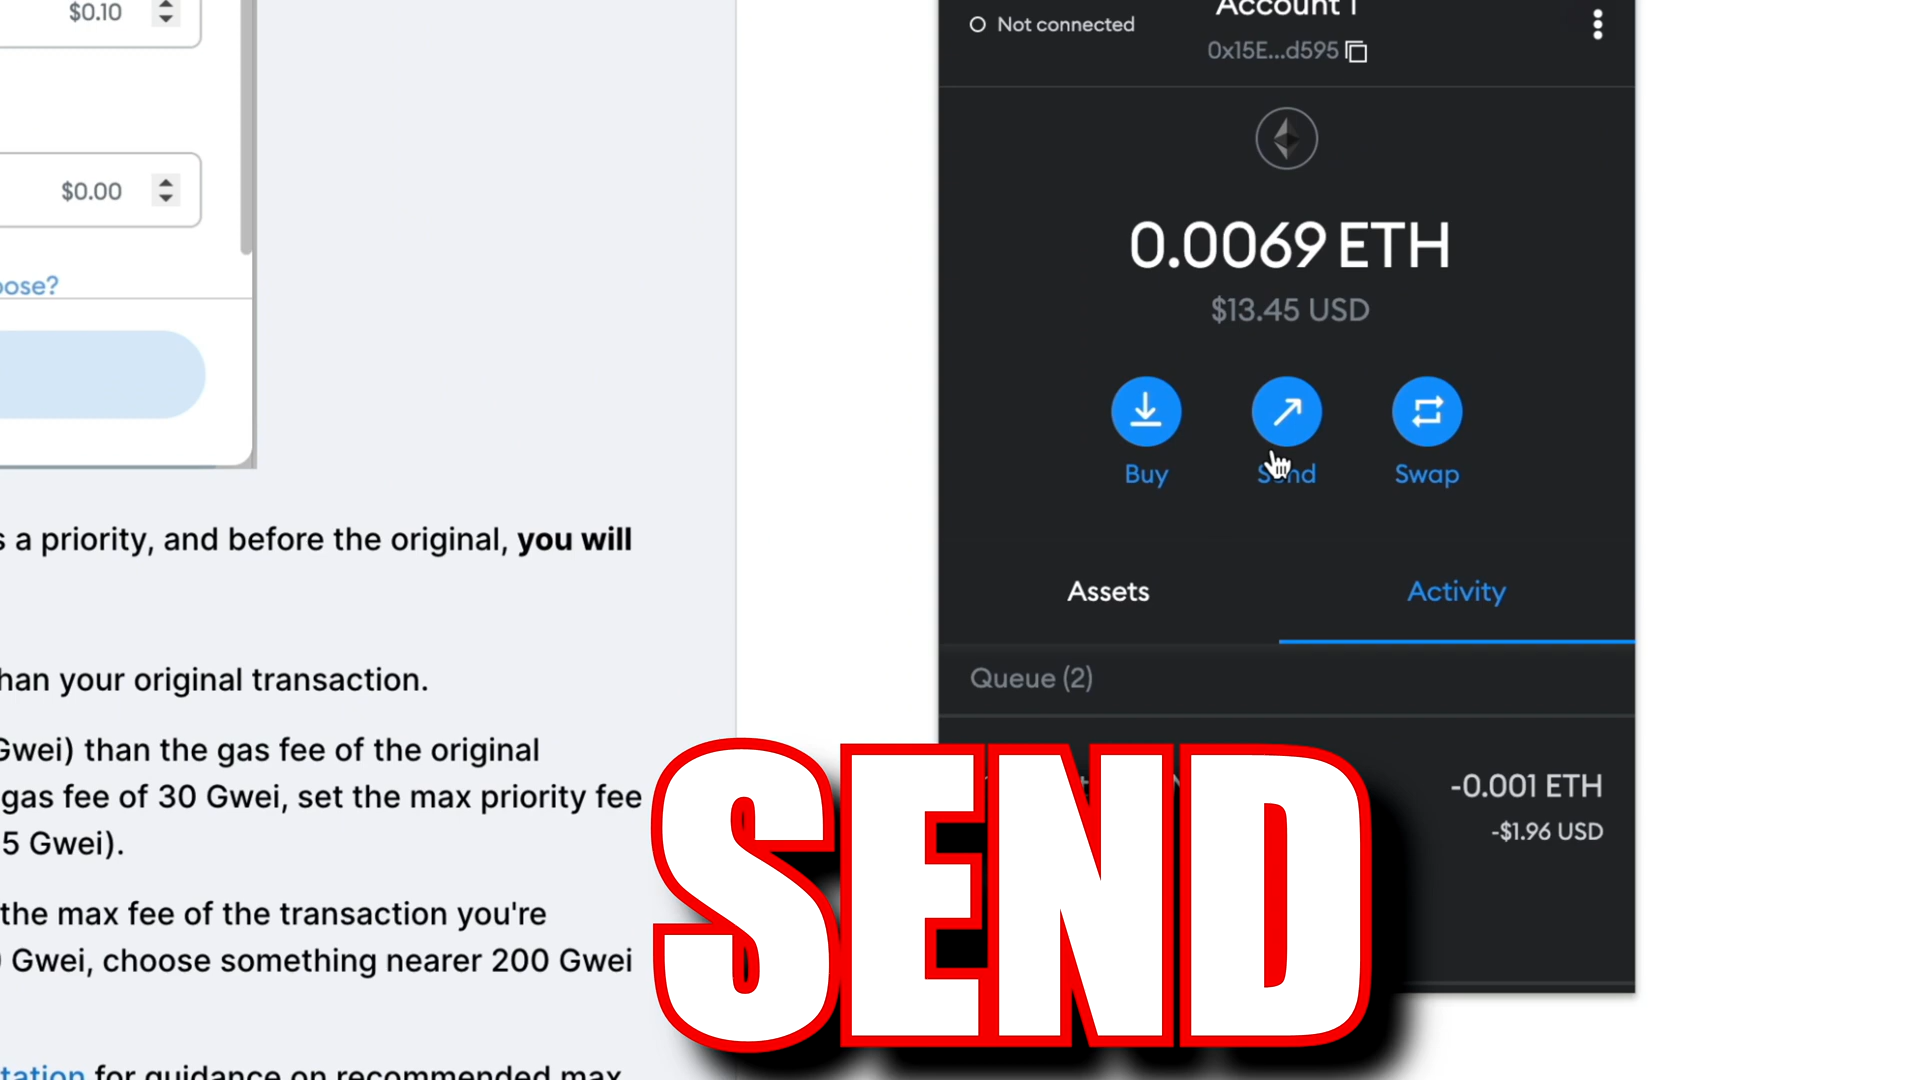 $0.10
$0.00
oose?
s a priority, and before the original, you will
han your original transaction.
Gwei) than the gas fee of the original
gas fee of 30 Gwei, set the max priority fee
5 Gwei).
the max fee of the transaction you're
Gwei, choose something nearer 200 Gwei
tation for guidance on recommended max
Not connected
Account 1
0x15E...d595
0.0069 ETH
$13.45 USD
Buy
Send
Swap
Assets
Activity
Queue (2)
-0.001 ETH
-$1.96 USD
SEND